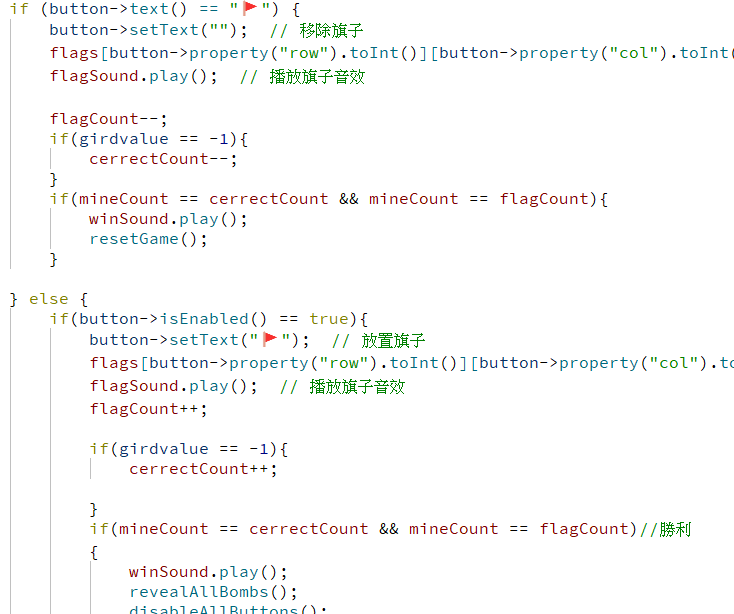 if (button->text() == "🚩") {
    button->setText("");  // 移除旗子
    flags[button->property("row").toInt()][button->property("col").toInt(
    flagSound.play();  // 播放旗子音效
    flagCount--;
    if(girdvalue == -1){
        cerrectCount--;
    }
    if(mineCount == cerrectCount && mineCount == flagCount){
        winSound.play();
        resetGame();
    }
} else {
    if(button->isEnabled() == true){
        button->setText("🚩");  // 放置旗子
        flags[button->property("row").toInt()][button->property("col").to
        flagSound.play();  // 播放旗子音效
        flagCount++;
        if(girdvalue == -1){
            cerrectCount++;
        }
        if(mineCount == cerrectCount && mineCount == flagCount)//勝利
        {
            winSound.play();
            revealAllBombs();
            disableAllButtons();